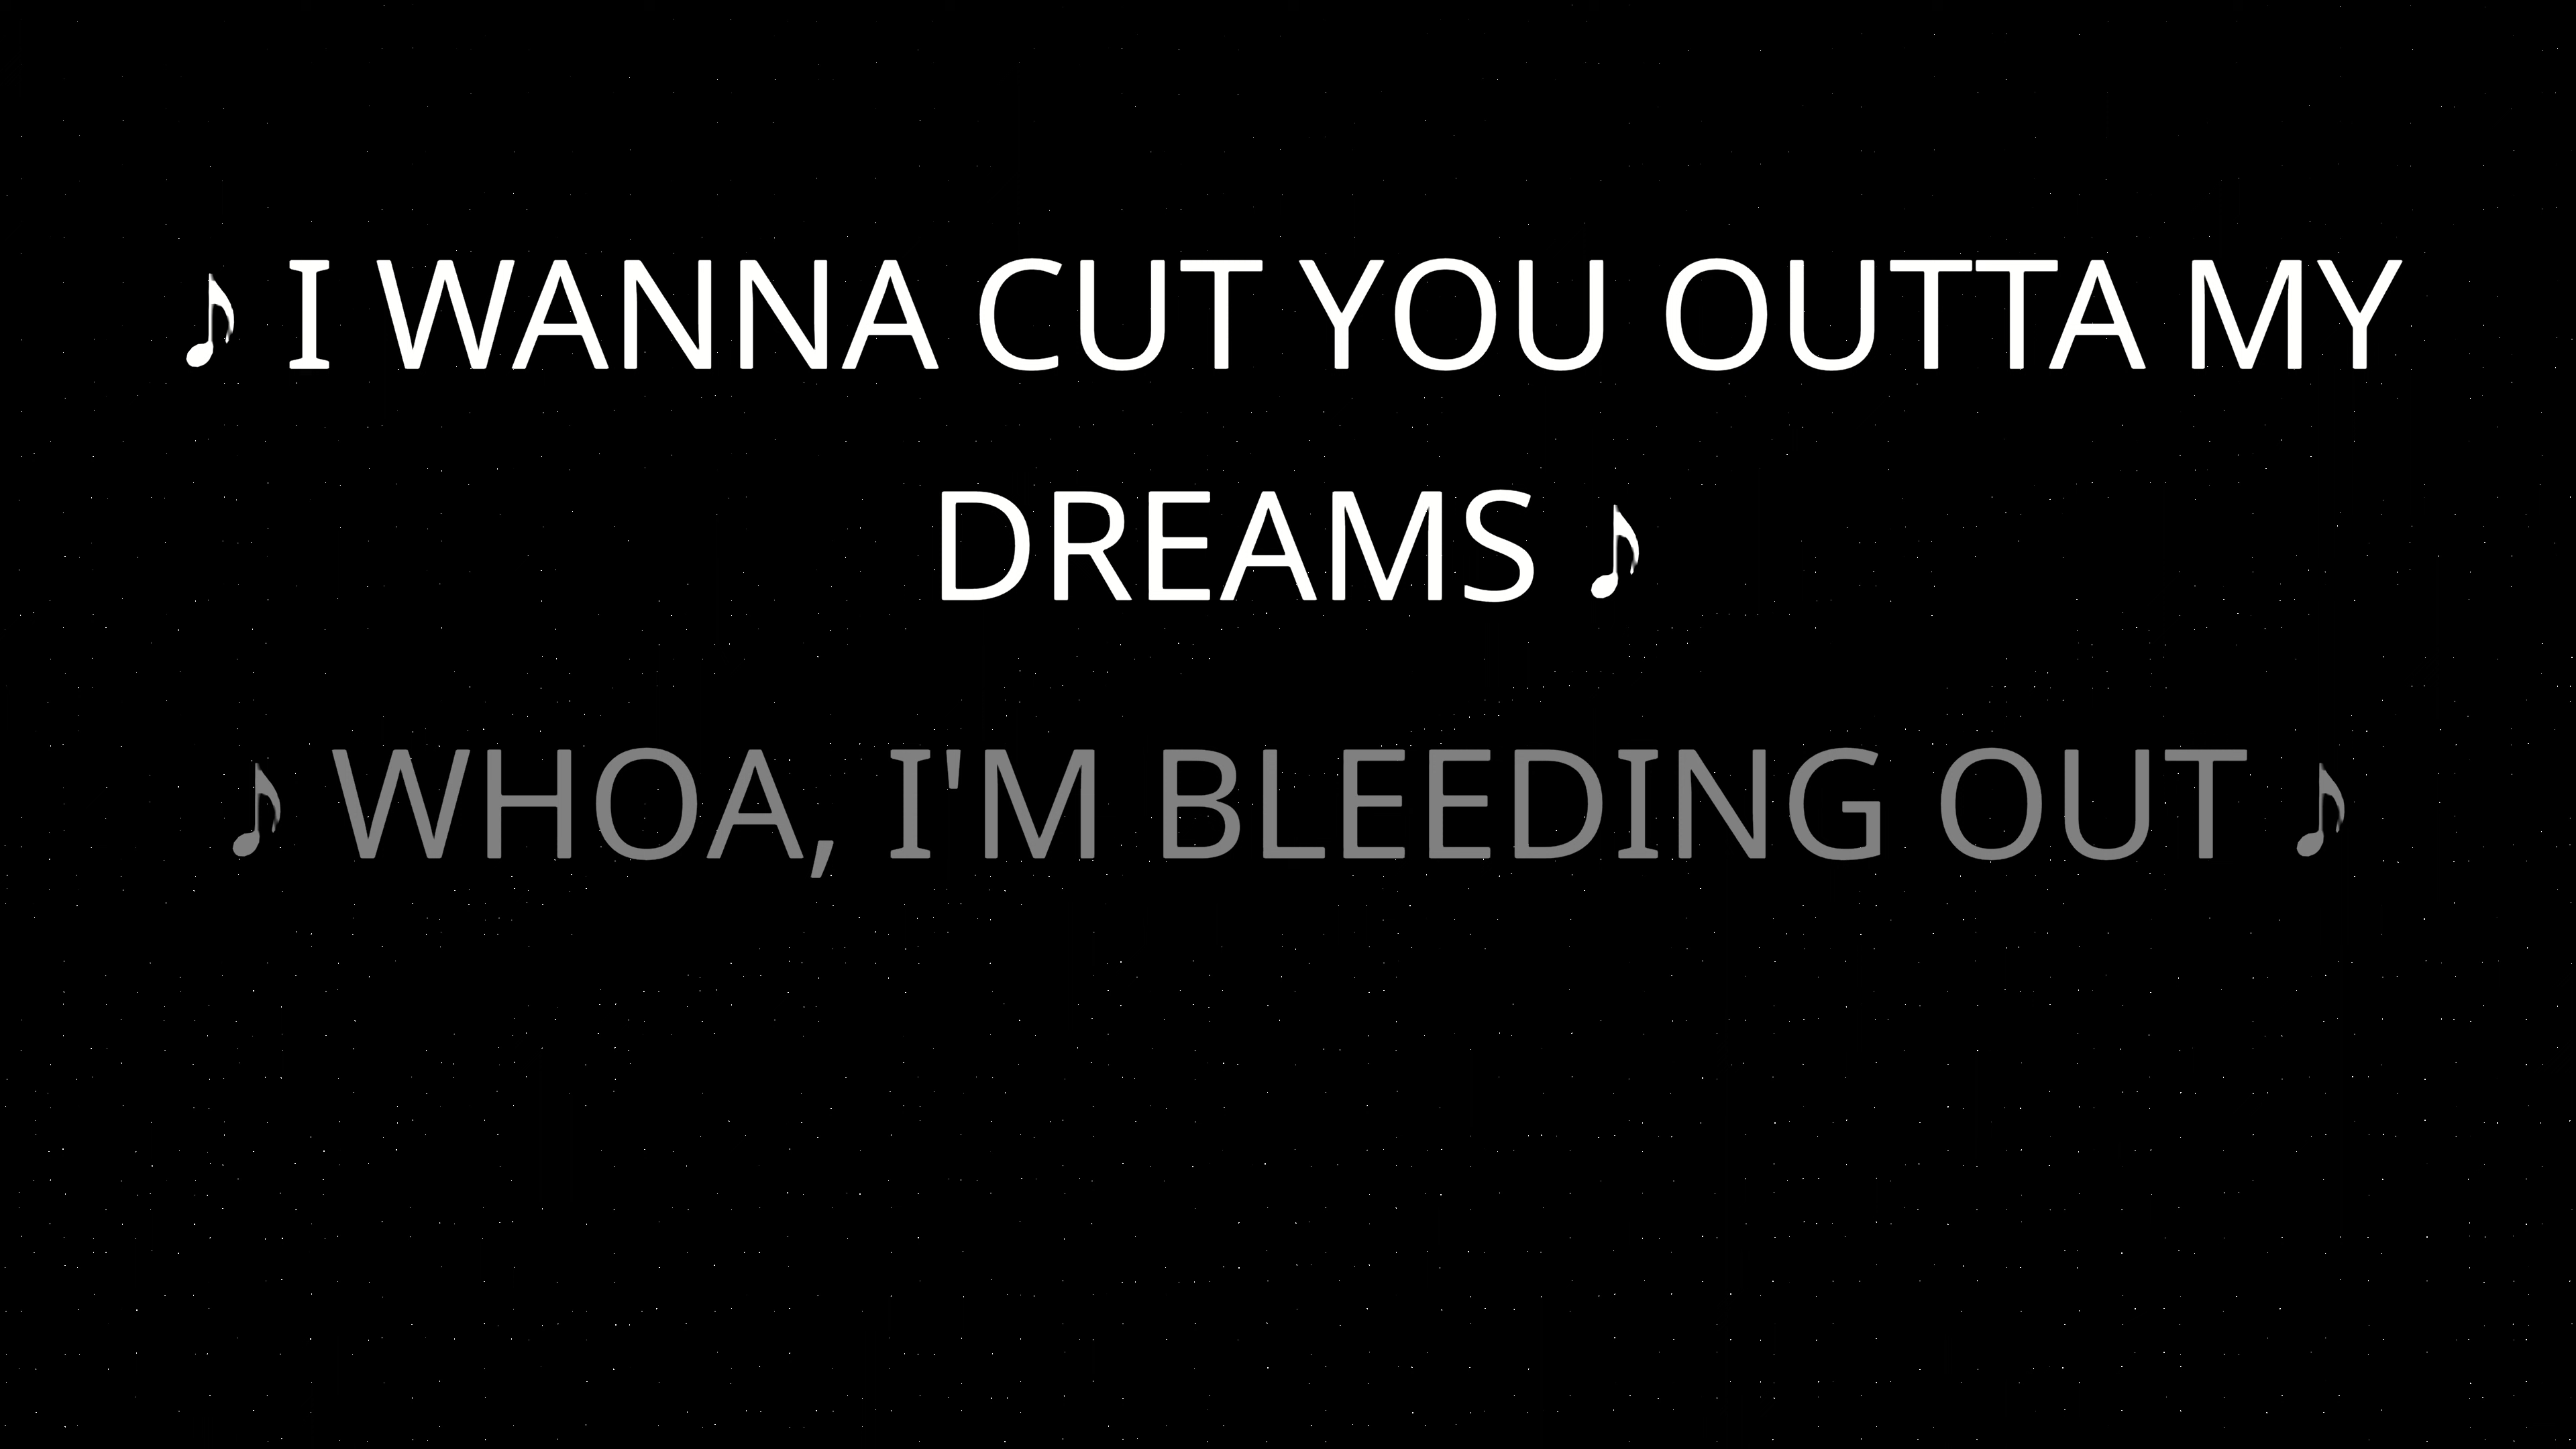 ♪ I WANNA CUT YOU OUTTA MY
DREAMS ♪
♪ WHOA, I'M BLEEDING OUT ♪